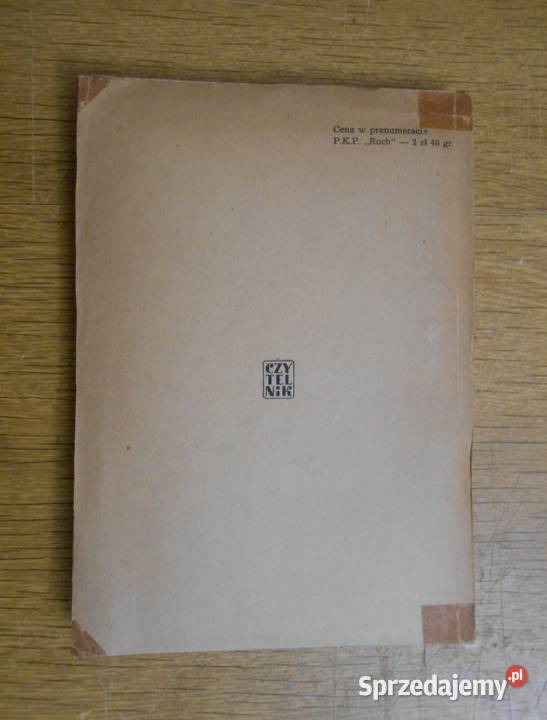 Cena w prenumeracie
P.K.P. „Ruch“ — 2 zł 40 gr
CZY
TEL
NiK
Sprzedajemy.pl